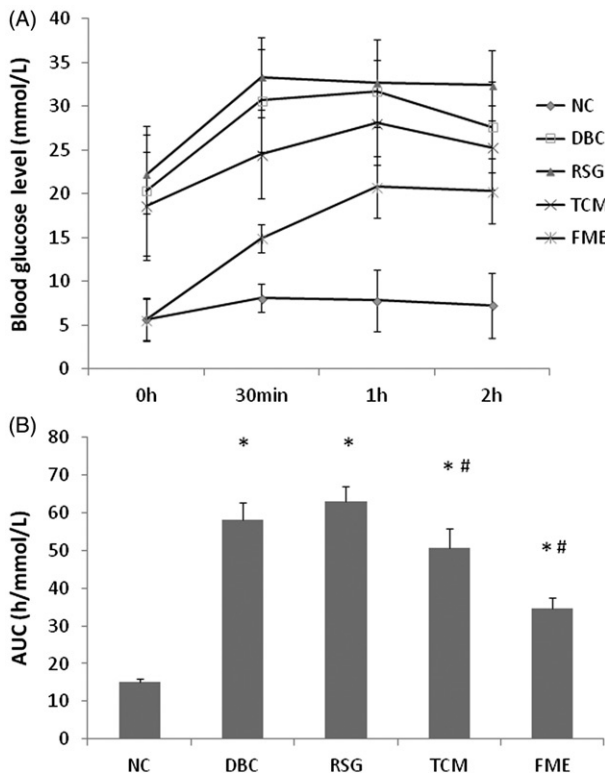 (A)
Blood glucose level (mmol/L)
40
35
30
25
20
15
10
5
0
0h 30min 1h 2h
NC
DBC
RSG
TCM
FME
(B)
AUC (h/mmol/L)
80
70
60
50
40
30
20
10
0
* * * # * #
NC DBC RSG TCM FME